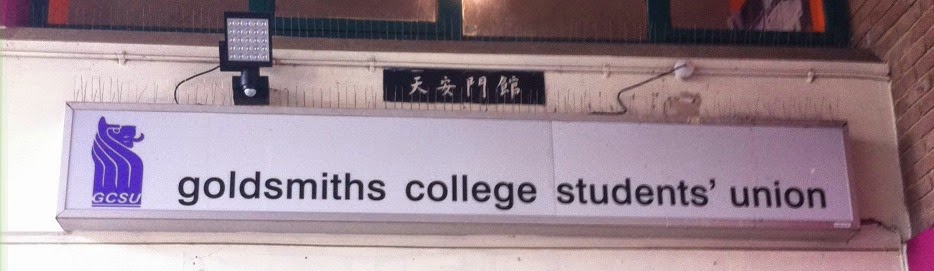 天安門館
GCSU
goldsmiths college students' union